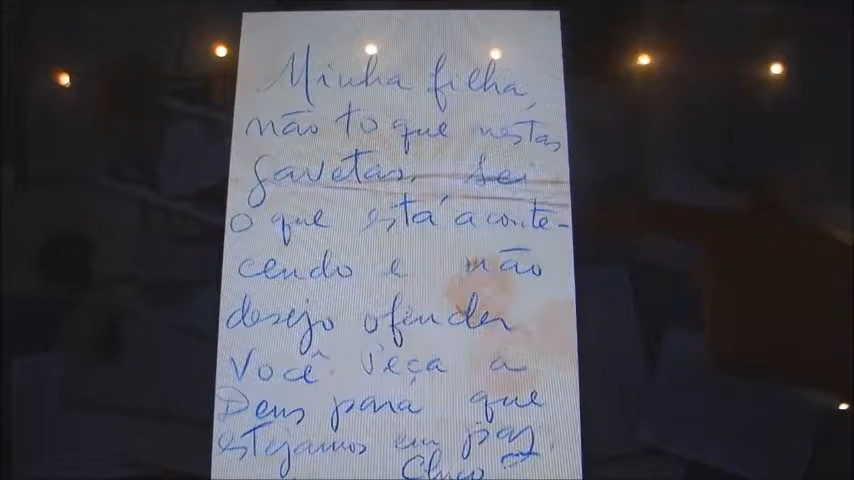 Minha filha,
não toque nestas
gavetas. Sei
o que está aconte-
cendo e não
desejo ofender
Você. Peça a
Deus para que
estejamos em paz.
Chico